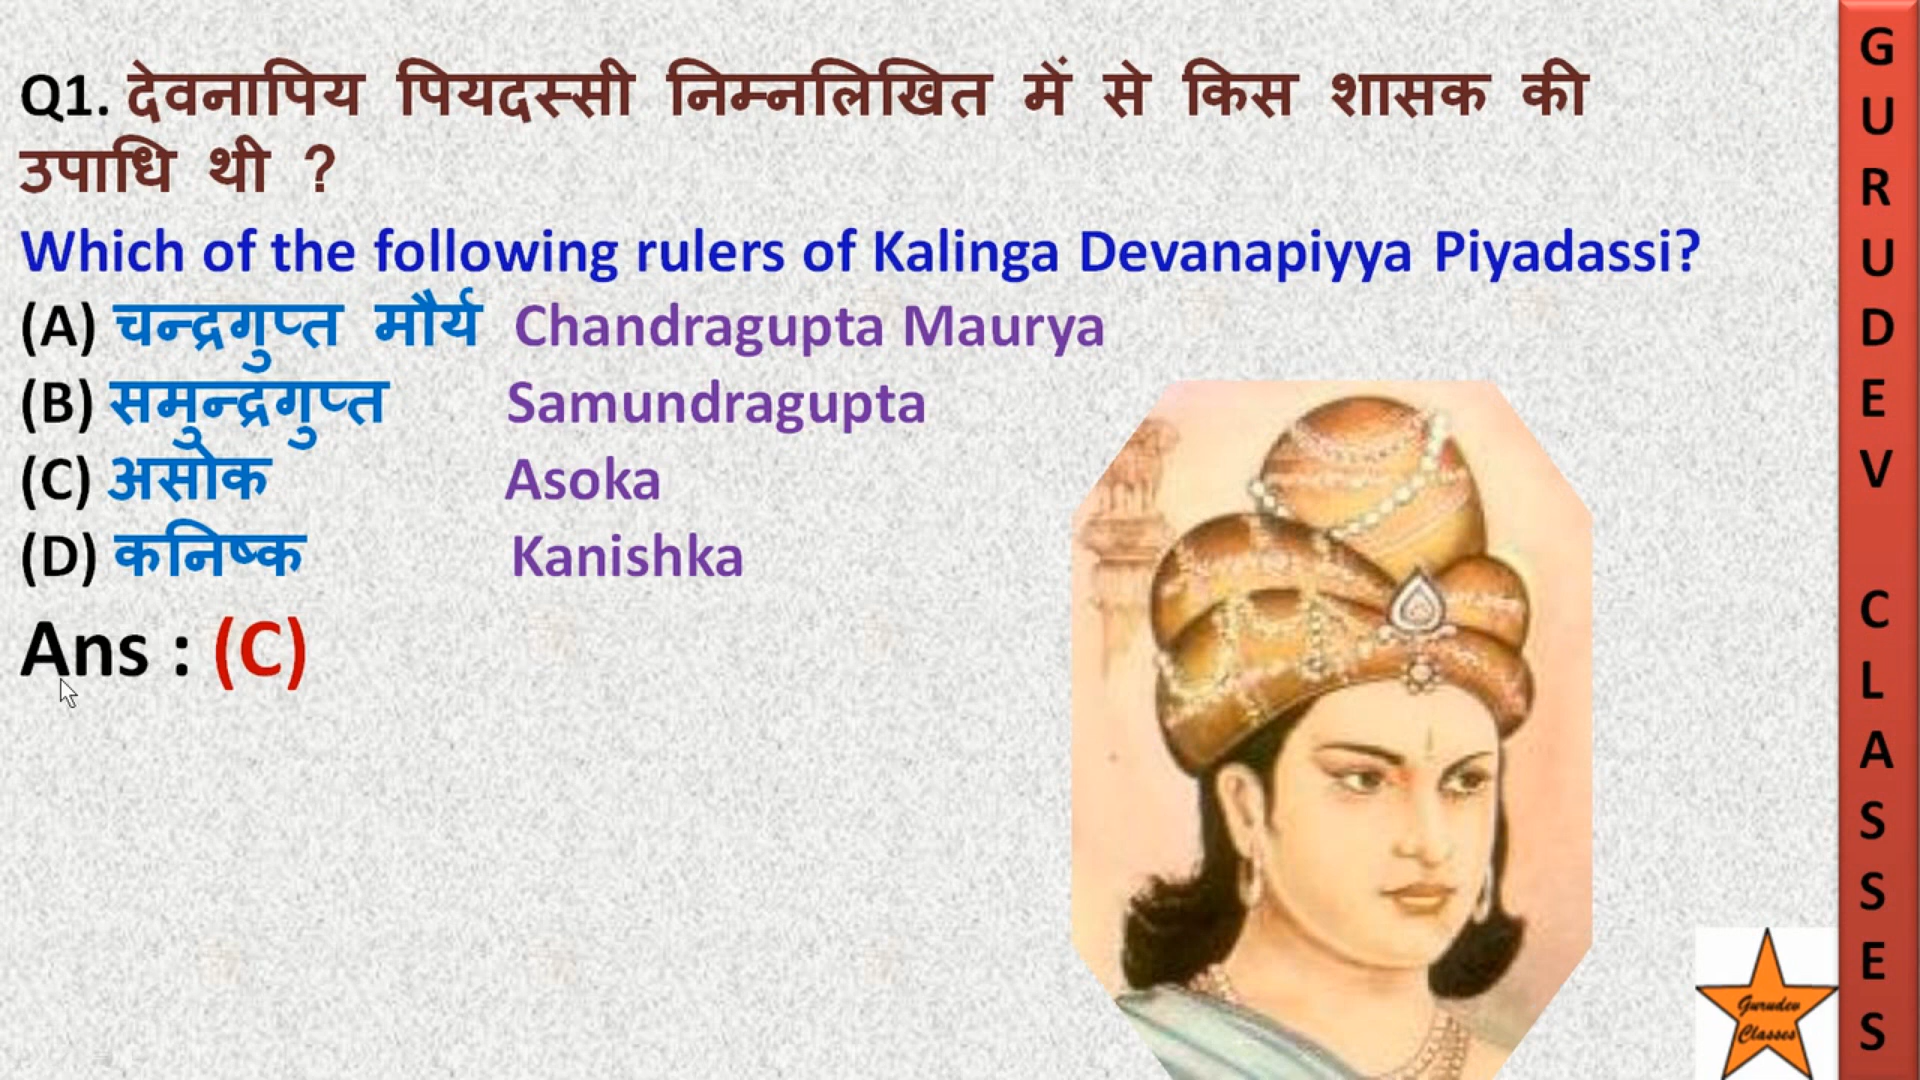 Q1. देवनापिय पियदस्सी निम्नलिखित में से किस शासक की
उपाधि थी ?
Which of the following rulers of Kalinga Devanapiyya Piyadassi?
(A) चन्द्रगुप्त मौर्य Chandragupta Maurya
(B) समुन्द्रगुप्त Samundragupta
(C) असोक Asoka
(D) कनिष्क Kanishka
Ans : (C)
GURUDEV CLASSES
Gurudev
Classes